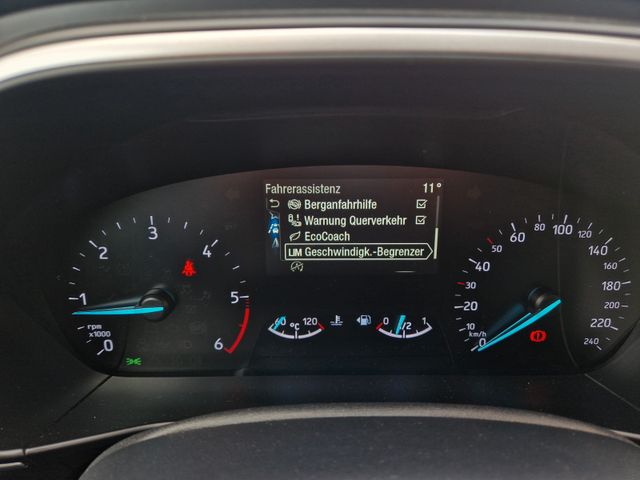 Fahrerassistenz 11°
Berganfahrhilfe
Warnung Querverkehr
EcoCoach
LIM Geschwindigk.-Begrenzer
0
1
2
3
4
5
6
rpm
x1000
60 °C 120
0 1/2 1
0
10
20
30
40
50
60
80
100
120
140
160
180
200
220
240
km/h